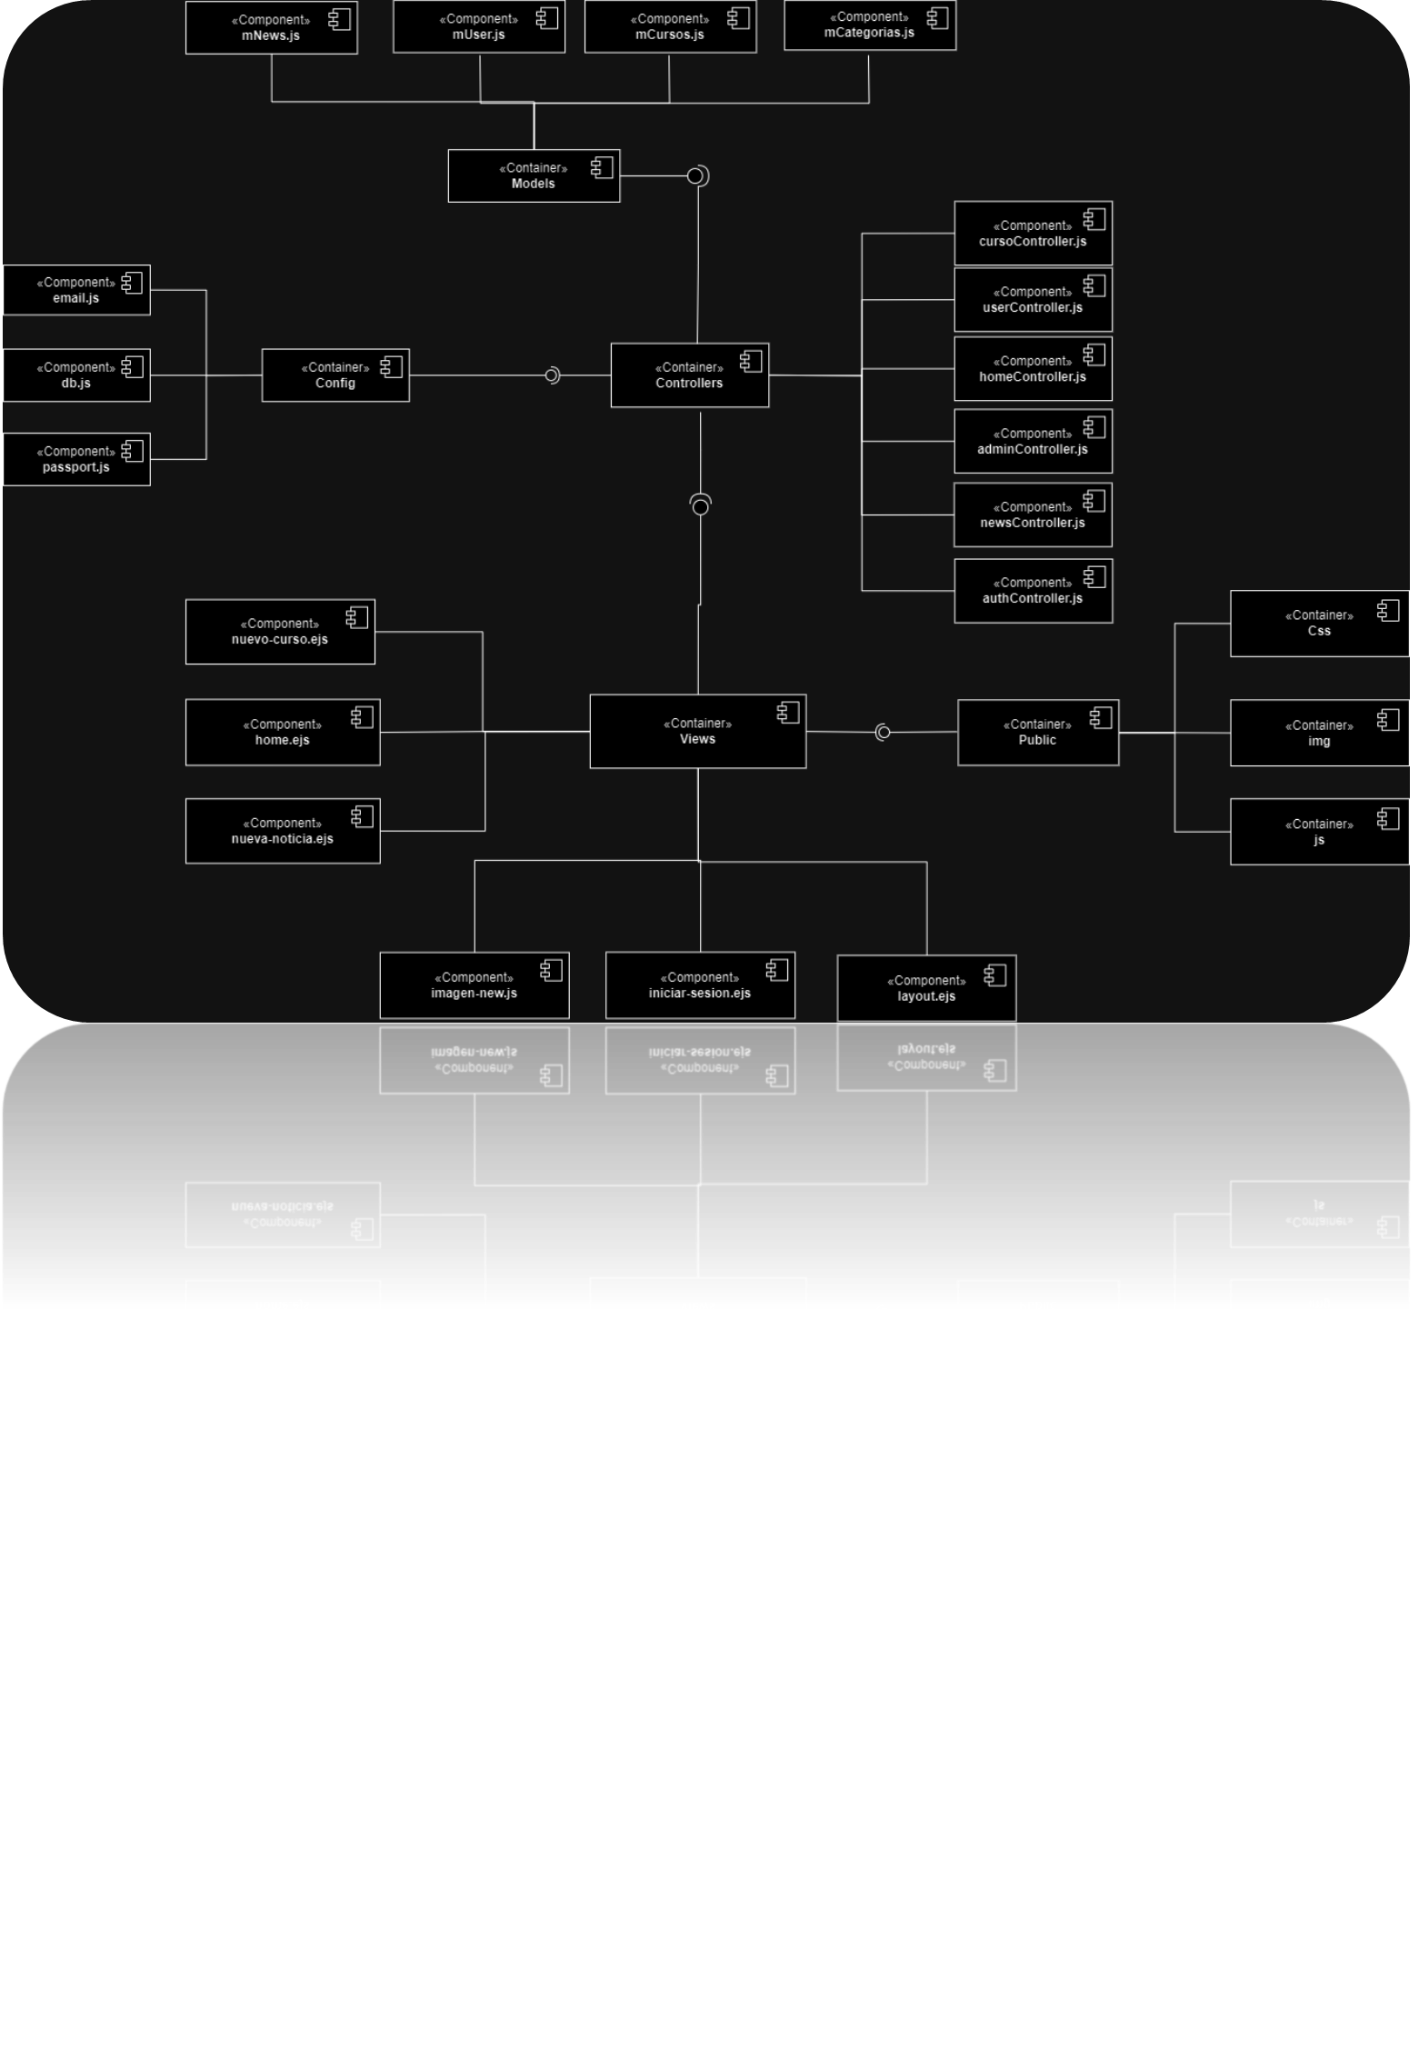 «Component»
mNews.js
«Component»
mUser.js
«Component»
mCursos.js
«Component»
mCategorias.js
«Container»
Models
«Component»
cursoController.js
«Component»
userController.js
«Component»
homeController.js
«Component»
adminController.js
«Component»
newsController.js
«Component»
authController.js
«Component»
email.js
«Component»
db.js
«Component»
passport.js
«Container»
Config
«Container»
Controllers
«Component»
nuevo-curso.ejs
«Component»
home.ejs
«Component»
nueva-noticia.ejs
«Container»
Views
«Container»
Public
«Container»
Css
«Container»
img
«Container»
js
«Component»
imagen-new.js
«Component»
iniciar-sesion.ejs
«Component»
layout.ejs